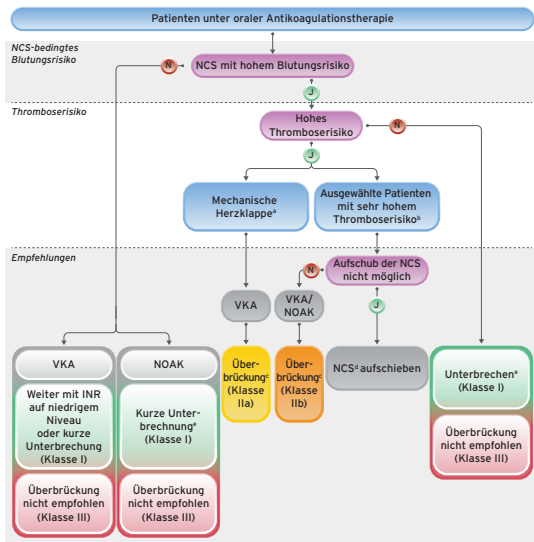 Patienten unter oraler Antikoagulationstherapie
NCS-bedingtes
Blutungsrisiko
N
NCS mit hohem Blutungsrisiko
J
Thromboserisiko
Hohes
Thromboserisiko
N
J
Mechanische
Herzklappeᵃ
Ausgewählte Patienten
mit sehr hohem
Thromboserisikoᵇ
Empfehlungen
Aufschub der NCS
nicht möglich
N
J
VKA
VKA/
NOAK
VKA
Weiter mit INR
auf niedrigem
Niveau
oder kurze
Unterbrechung
(Klasse I)
Überbrückung
nicht empfohlen
(Klasse III)
NOAK
Kurze Unter-
brechnungᵉ
(Klasse I)
Überbrückung
nicht empfohlen
(Klasse III)
Über-
brückungᶜ
(Klasse
IIa)
Über-
brückungᶜ
(Klasse
IIb)
NCSᵈ aufschieben
Unterbrechenᵉ
(Klasse I)
Überbrückung
nicht empfohlen
(Klasse III)